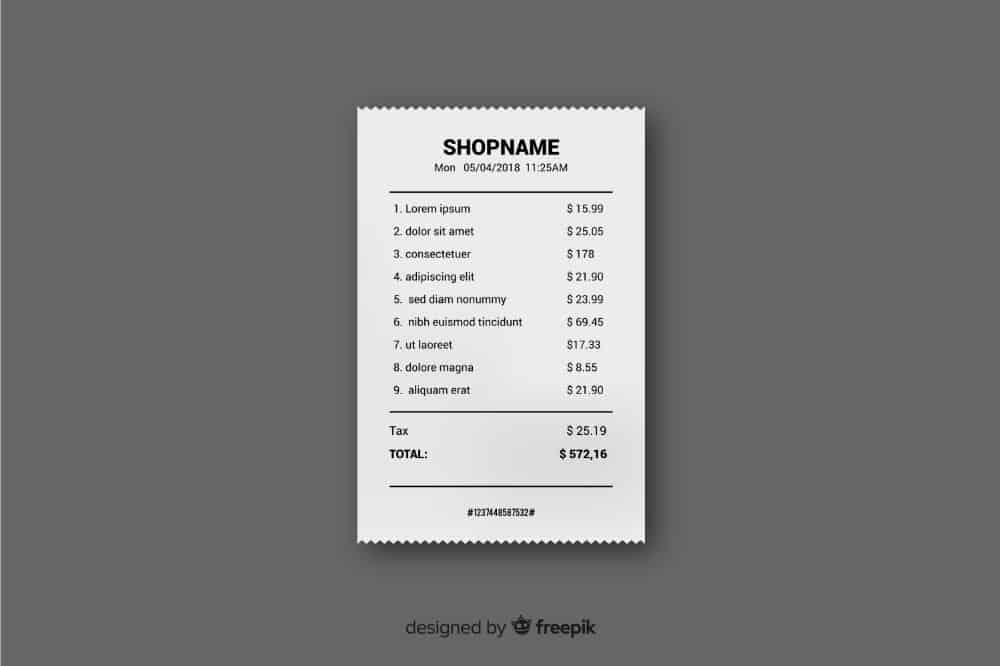 SHOPNAME
Mon 05/04/2018 11:25AM
1. Lorem ipsum $ 15.99
2. dolor sit amet $ 25.05
3. consectetuer $ 178
4. adipiscing elit $ 21.90
5. sed diam nonummy $ 23.99
6. nibh euismod tincidunt $ 69.45
7. ut laoreet $17.33
8. dolore magna $ 8.55
9. aliquam erat $ 21.90
Tax $ 25.19
TOTAL: $ 572,16
#1237448587532#
designed by freepik